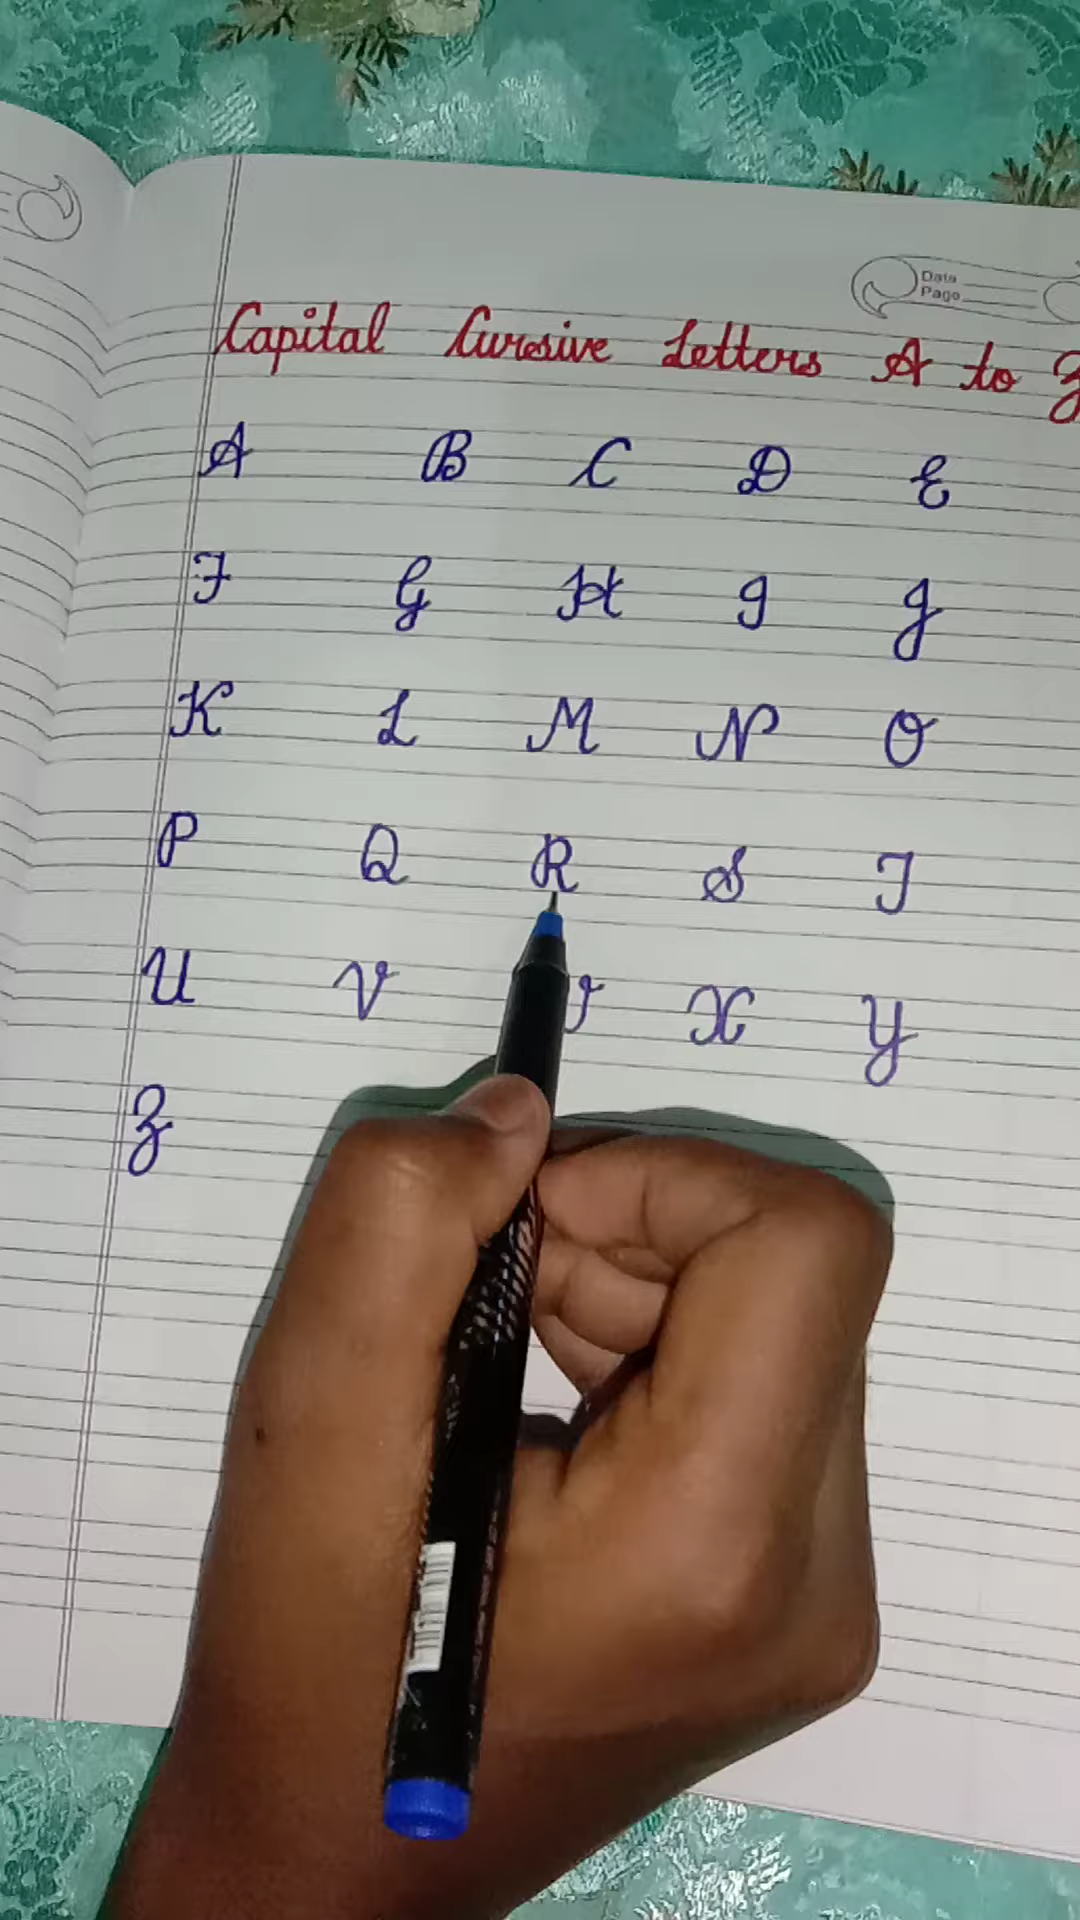 Data
Page
Capital Cursive Letters A to Z
A B C D E
F G H I J
K L M N O
P Q R S T
U V X Y
Z